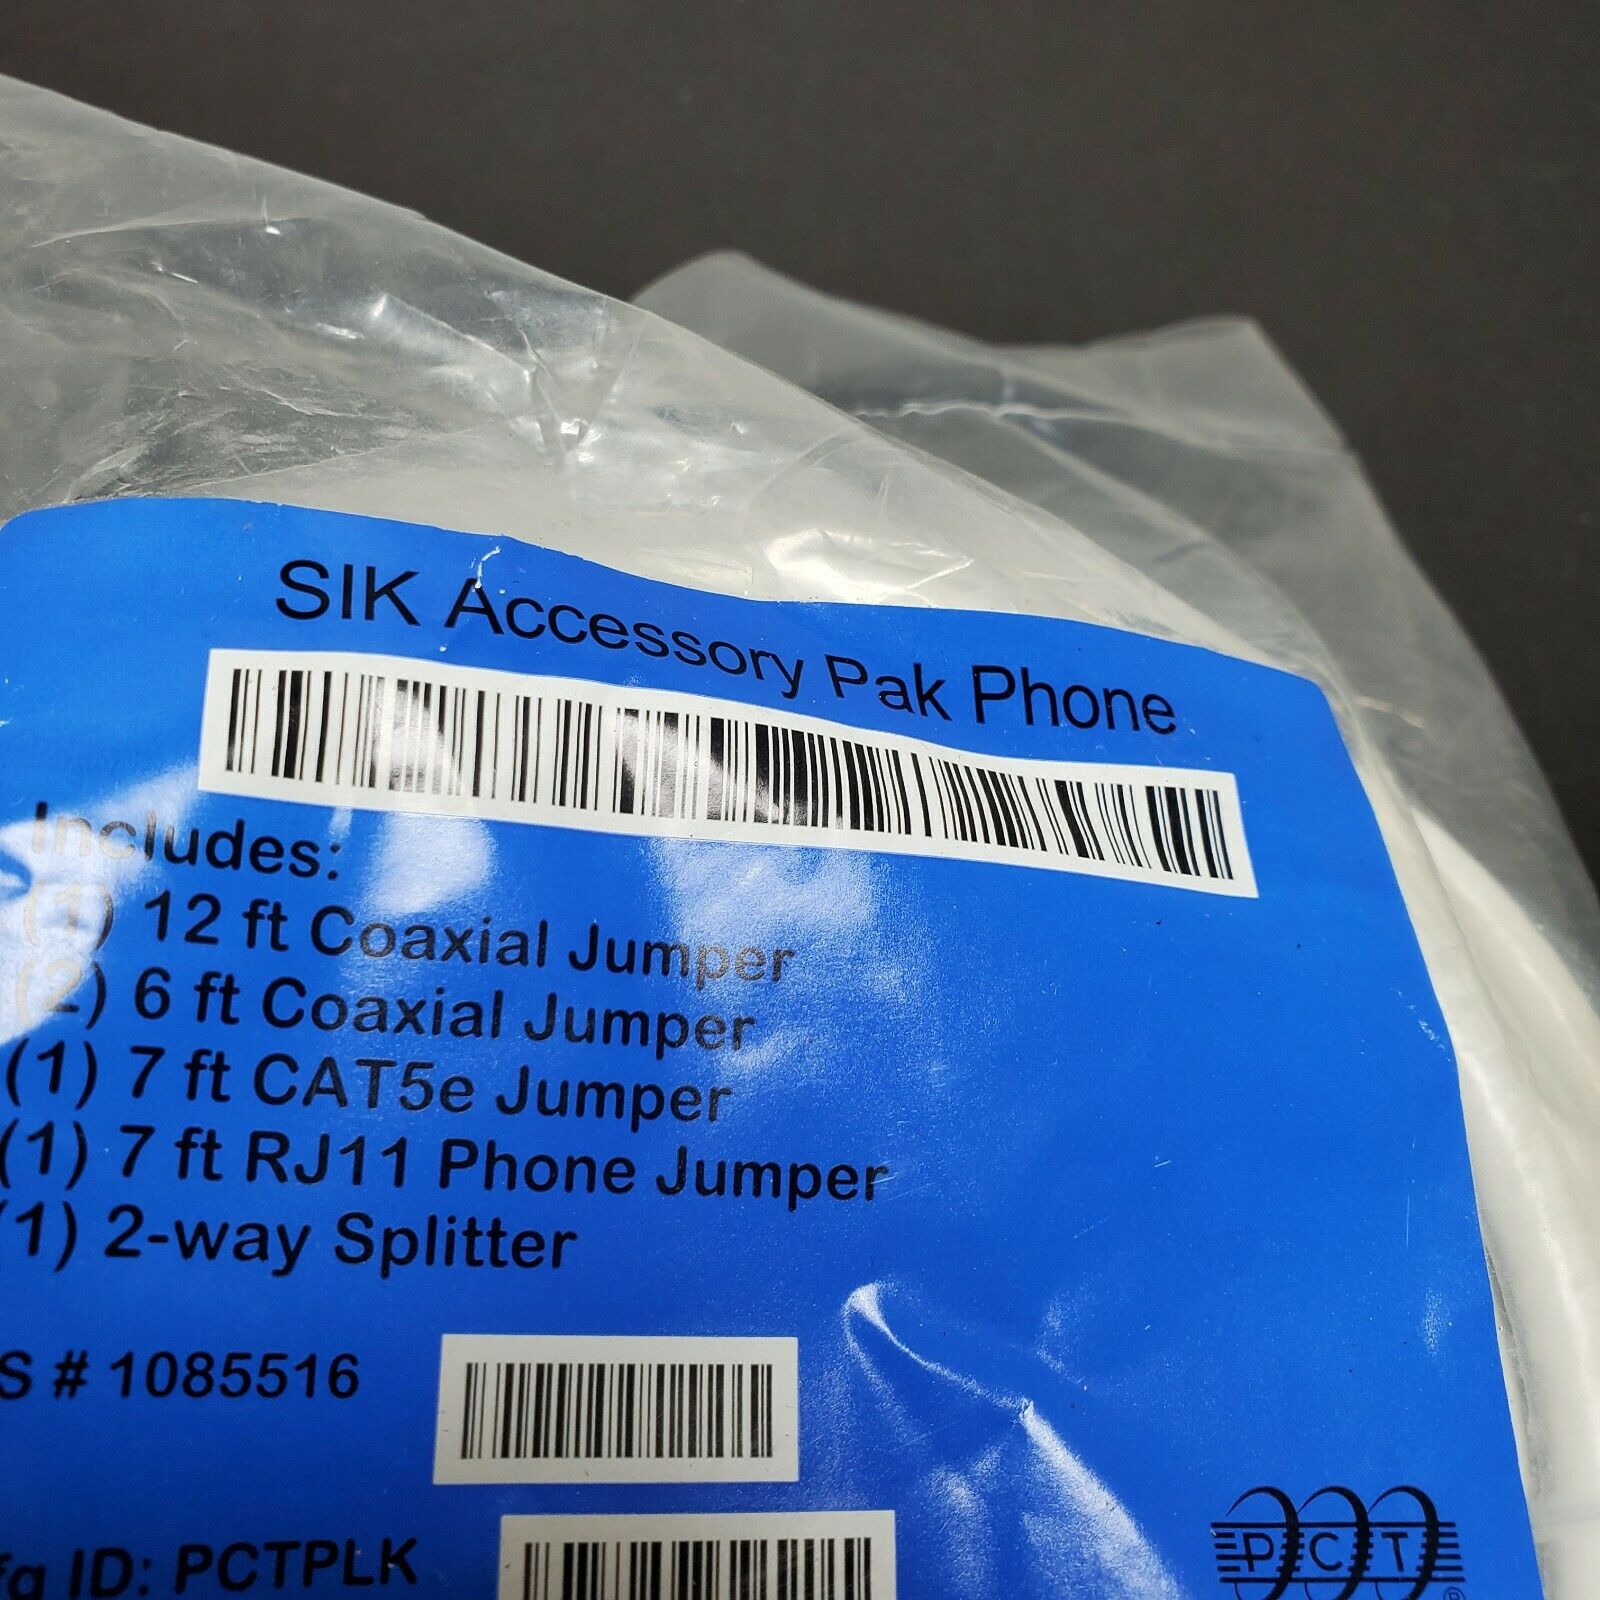 SIK Accessory Pak Phone
Includes:
(1) 12 ft Coaxial Jumper
(2) 6 ft Coaxial Jumper
(1) 7 ft CAT5e Jumper
(1) 7 ft RJ11 Phone Jumper
(1) 2-way Splitter
S # 1085516
fg ID: PCTPLK
PCT
®